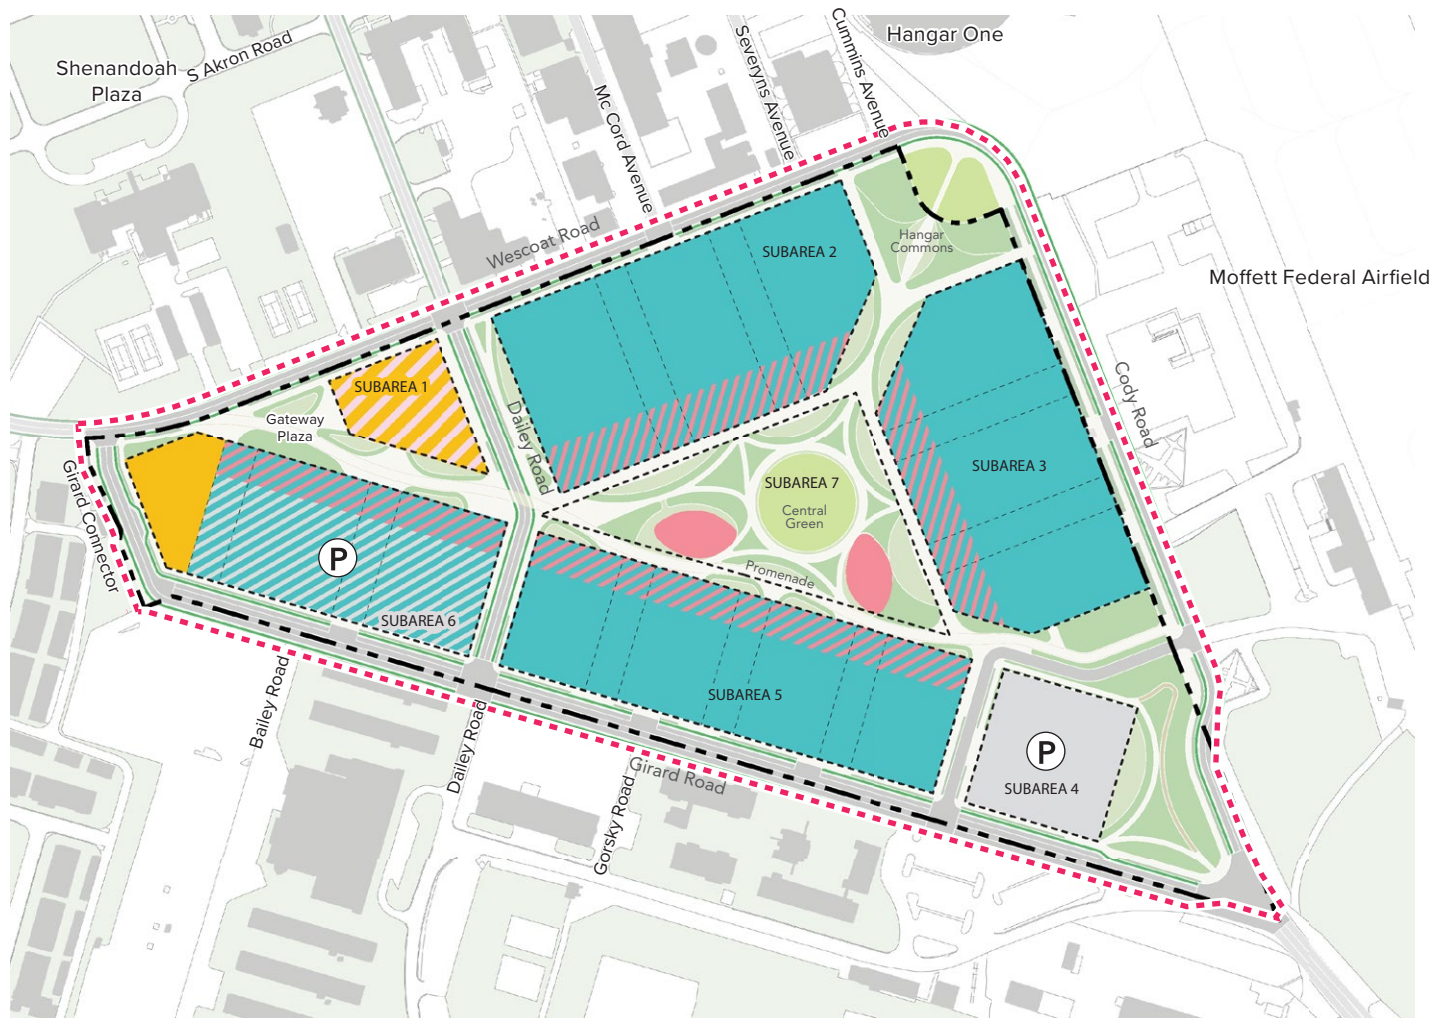 Hangar One
Cummins Avenue
Severyns Avenue
S Akron Road
Shenandoah
Plaza
Mc Cord Avenue
Wescoat Road
Hangar
Commons
SUBAREA 2
Moffett Federal Airfield
SUBAREA 1
Gateway
Plaza
Dailey Road
Cody Road
SUBAREA 3
SUBAREA 7
Central
Green
Girard Connector
P
Promenade
SUBAREA 6
SUBAREA 5
Bailey Road
Dailey Road
Girard Road
Gorsky Road
P
SUBAREA 4